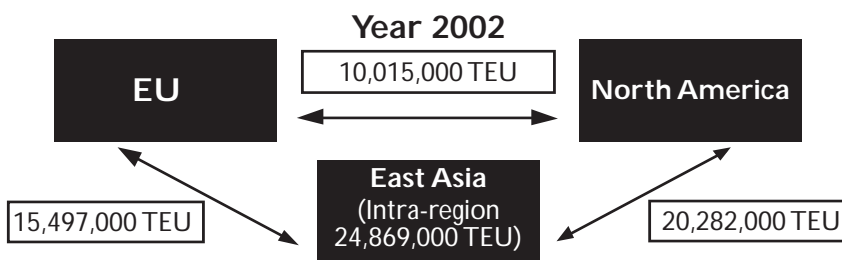 Year 2002
10,015,000 TEU
EU
North America
East Asia
(Intra-region
24,869,000 TEU)
15,497,000 TEU
20,282,000 TEU